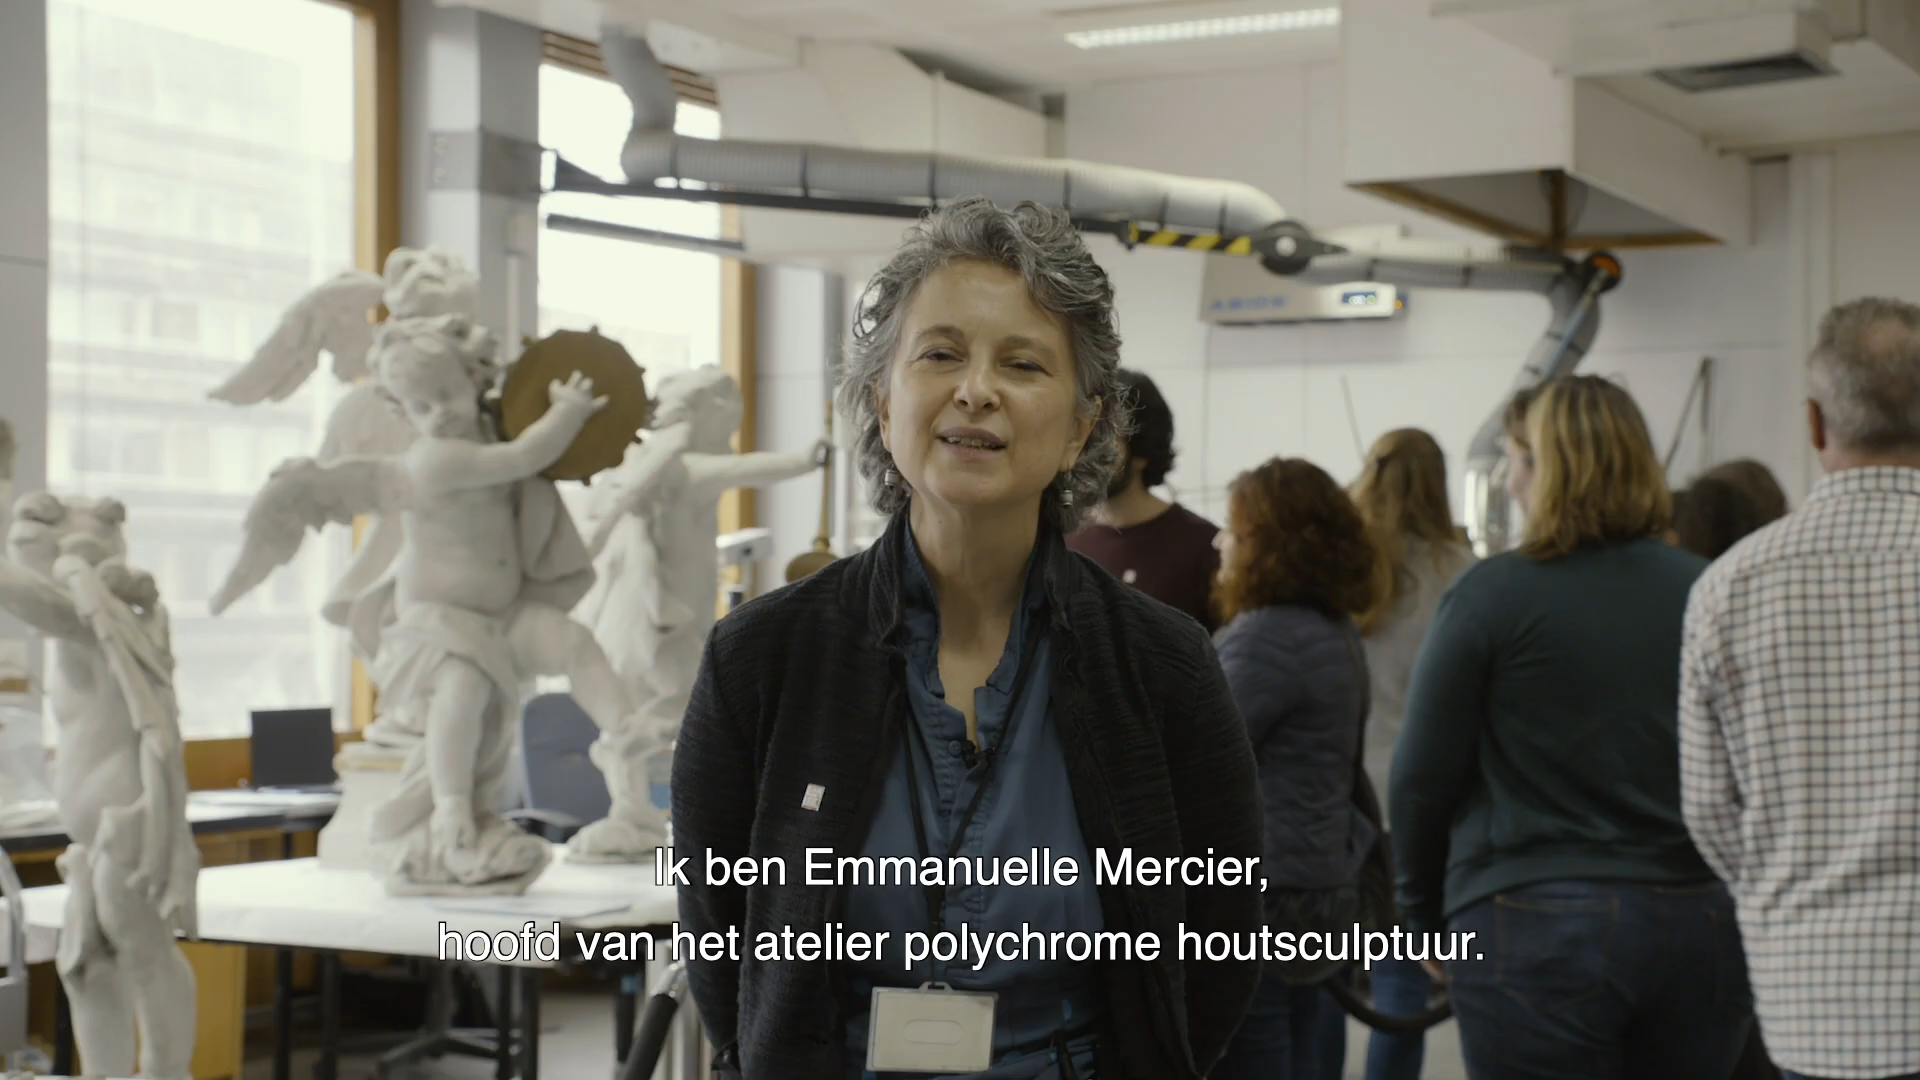 Ik ben Emmanuelle Mercier,
hoofd van het atelier polychrome houtsculptuur.